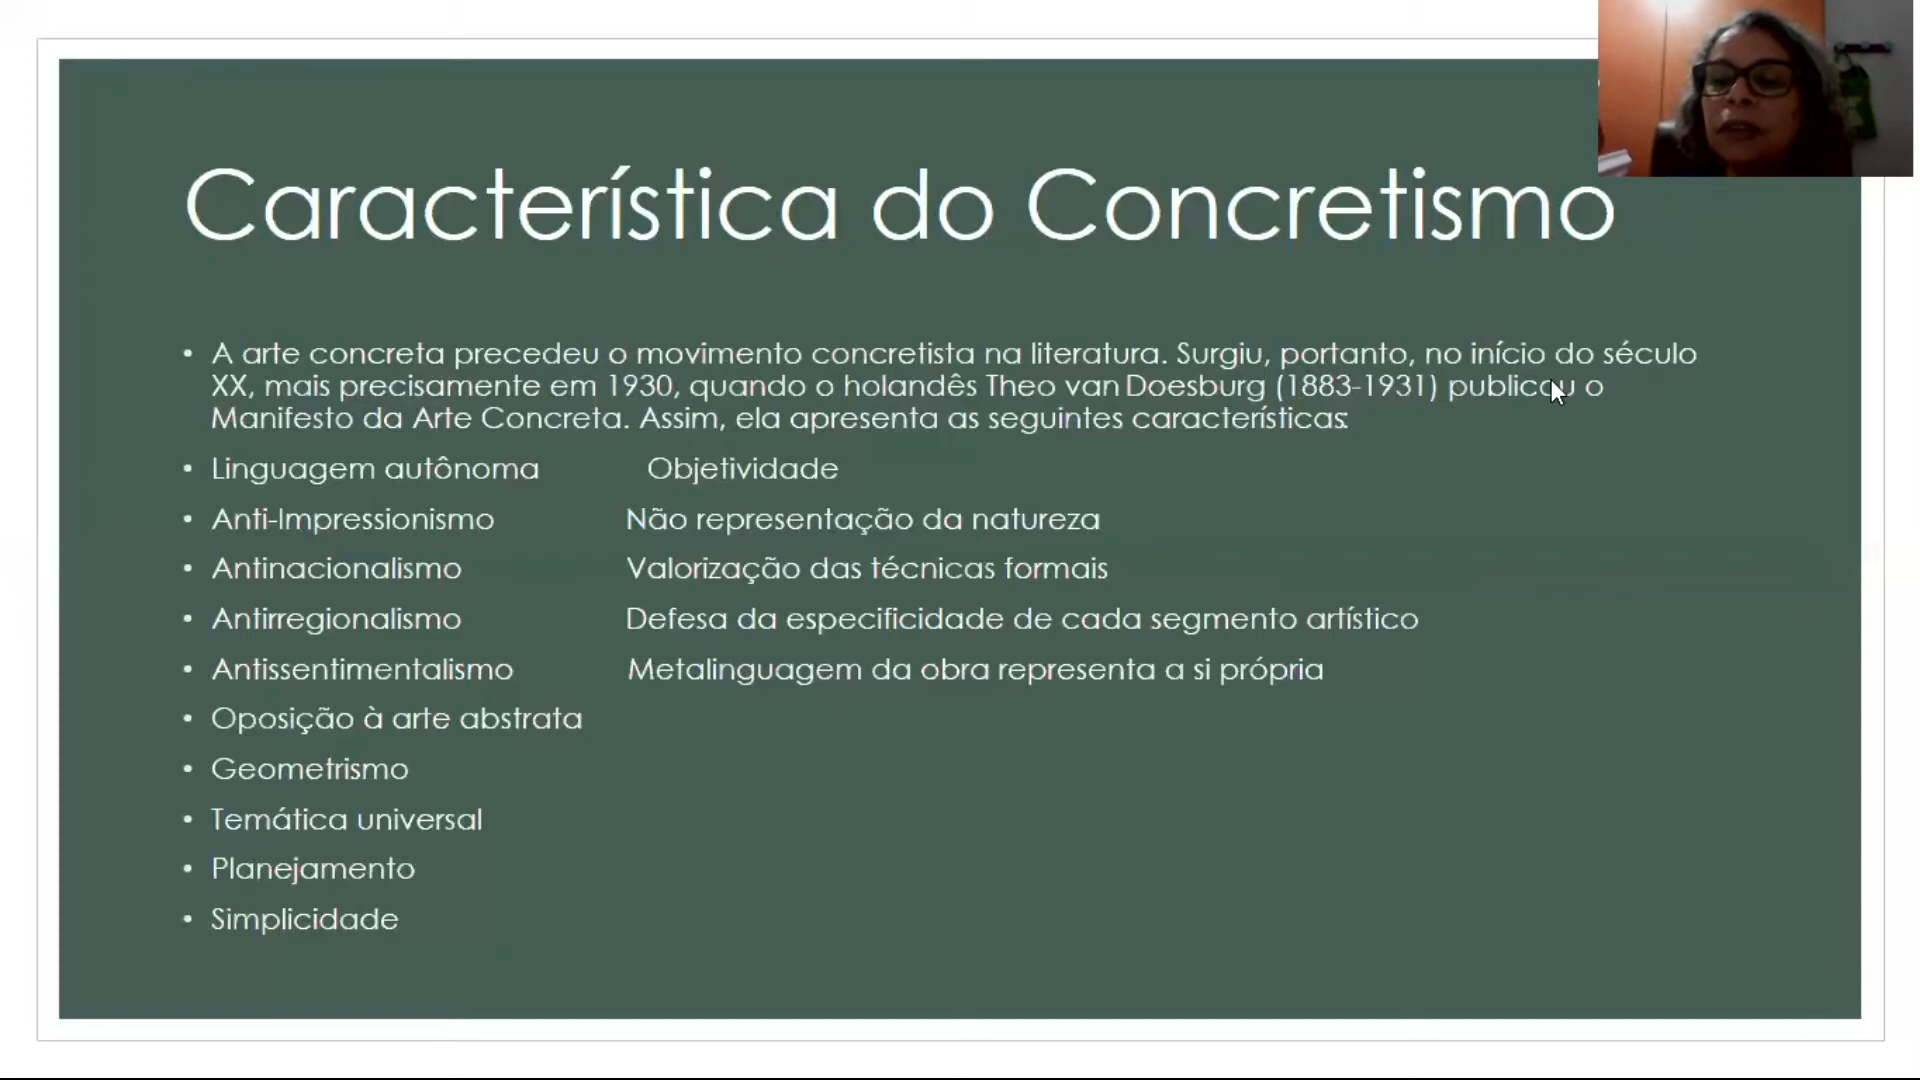 Característica do Concretismo
• A arte concreta precedeu o movimento concretista na literatura. Surgiu, portanto, no início do século
XX, mais precisamente em 1930, quando o holandês Theo van Doesburg (1883-1931) publicou o
Manifesto da Arte Concreta. Assim, ela apresenta as seguintes características:
• Linguagem autônoma Objetividade
• Anti-Impressionismo Não representação da natureza
• Antinacionalismo Valorização das técnicas formais
• Antirregionalismo Defesa da especificidade de cada segmento artístico
• Antissentimentalismo Metalinguagem da obra representa a si própria
• Oposição à arte abstrata
• Geometrismo
• Temática universal
• Planejamento
• Simplicidade